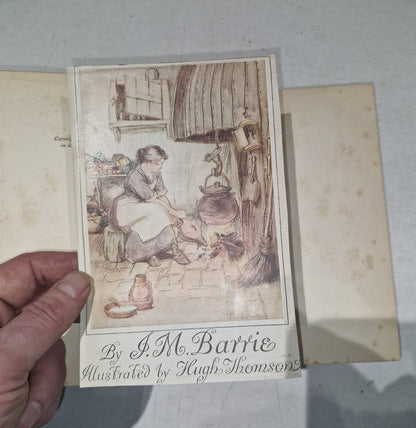 By J. M. Barrie
Illustrated by Hugh Thomson